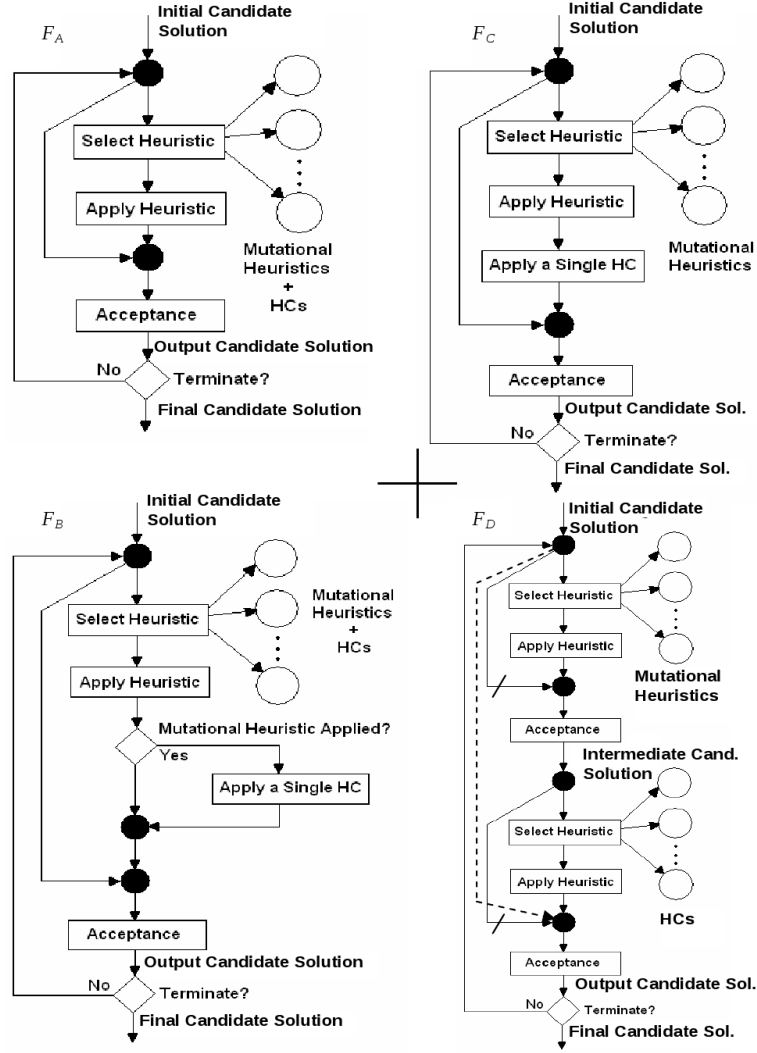 Initial Candidate
Solution
F_A
Select Heuristic
Apply Heuristic
Mutational
Heuristics
+
HCs
Acceptance
Output Candidate Solution
No
Terminate?
Final Candidate Solution
Initial Candidate
Solution
F_C
Select Heuristic
Apply Heuristic
Mutational
Heuristics
Apply a Single HC
Acceptance
Output Candidate Sol.
No
Terminate?
Final Candidate Sol.
Initial Candidate
Solution
F_B
Mutational
Heuristics
+
HCs
Select Heuristic
Apply Heuristic
Mutational Heuristic Applied?
Yes
Apply a Single HC
Acceptance
Output Candidate Solution
No
Terminate?
Final Candidate Solution
Initial Candidate
Solution
F_D
Select Heuristic
Apply Heuristic
Mutational
Heuristics
Acceptance
Intermediate Cand.
Solution
Select Heuristic
Apply Heuristic
HCs
Acceptance
Output Candidate Sol.
No
Terminate?
Final Candidate Sol.